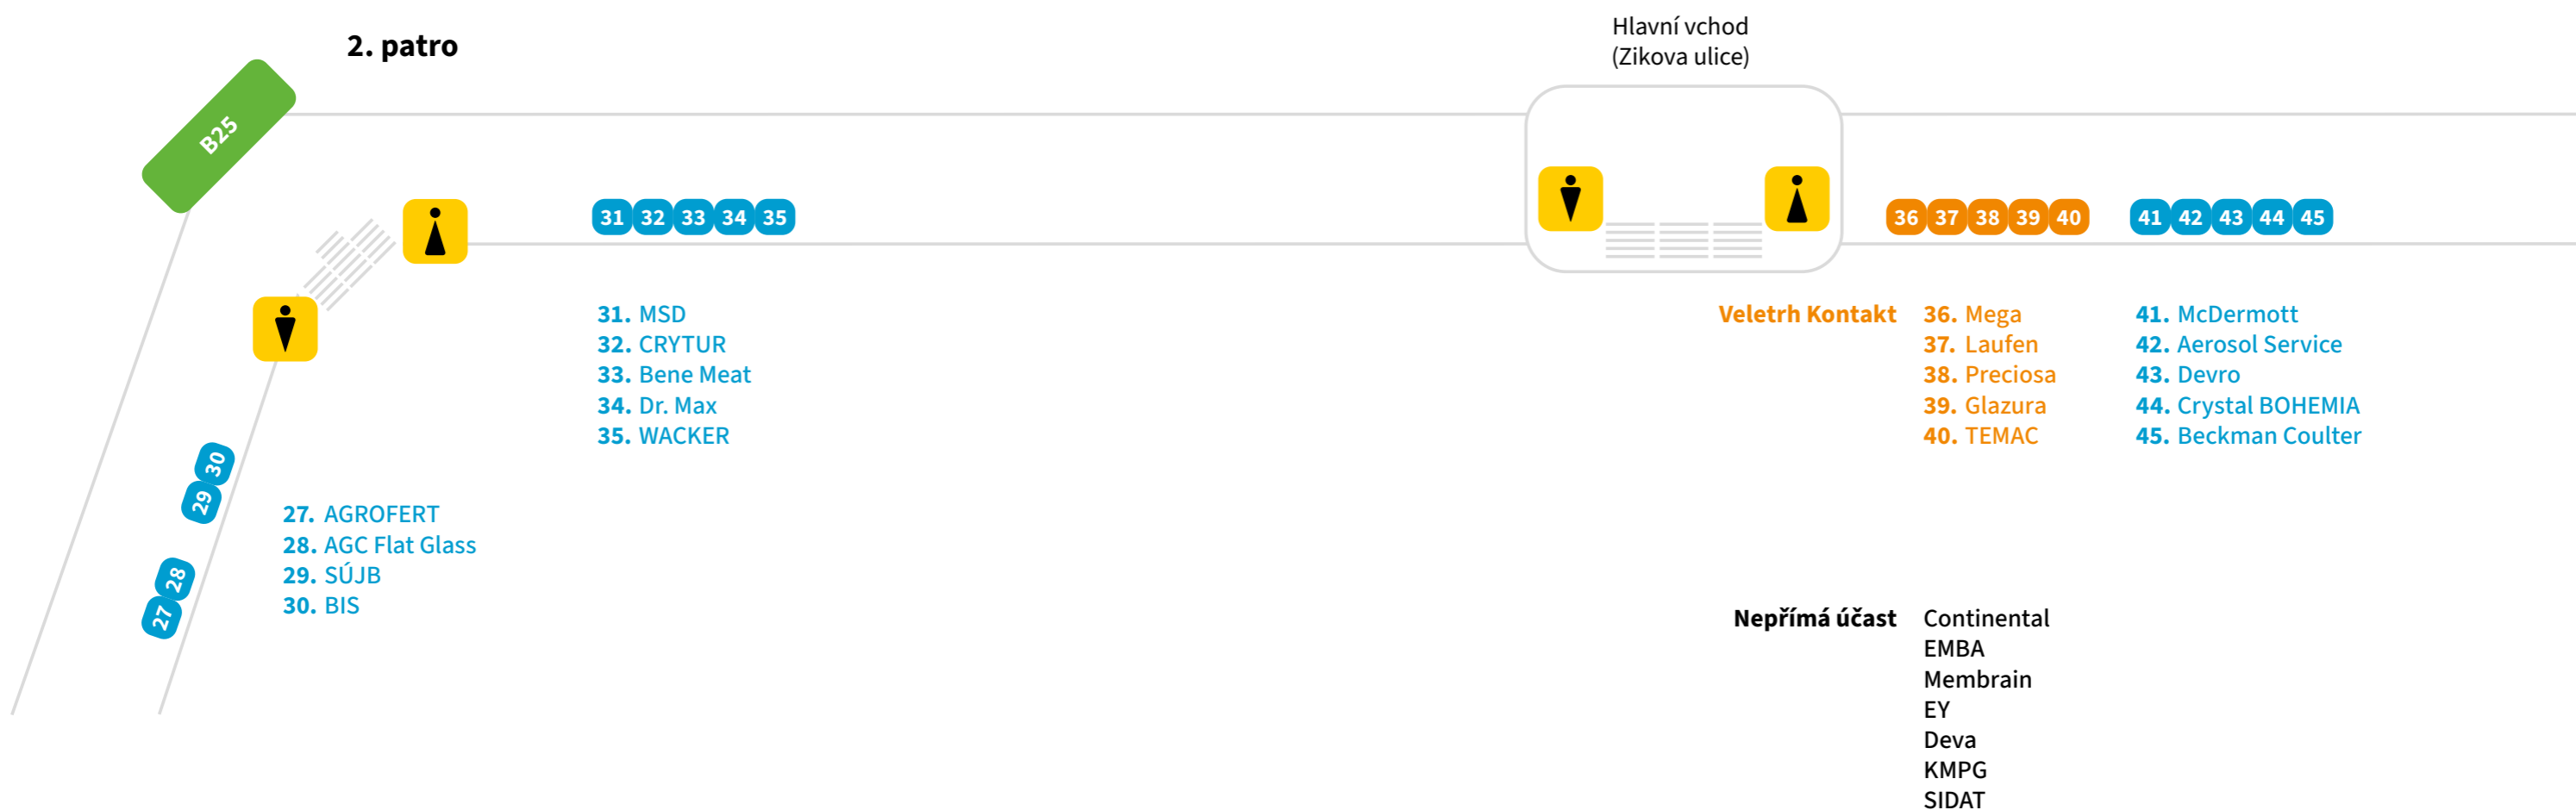 2. patro
Hlavní vchod
(Zikova ulice)
B25
31 32 33 34 35
36 37 38 39 40
41 42 43 44 45
31. MSD
32. CRYTUR
33. Bene Meat
34. Dr. Max
35. WACKER
Veletrh Kontakt
36. Mega
37. Laufen
38. Preciosa
39. Glazura
40. TEMAC
41. McDermott
42. Aerosol Service
43. Devro
44. Crystal BOHEMIA
45. Beckman Coulter
30
29
28
27
27. AGROFERT
28. AGC Flat Glass
29. SÚJB
30. BIS
Nepřímá účast
Continental
EMBA
Membrain
EY
Deva
KMPG
SIDAT